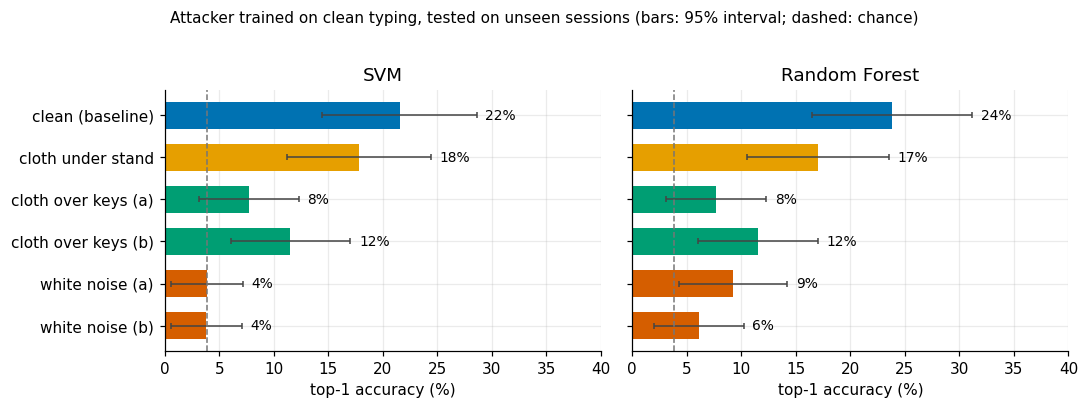 Attacker trained on clean typing, tested on unseen sessions (bars: 95% interval; dashed: chance)
SVM
clean (baseline)
22%
cloth under stand
18%
cloth over keys (a)
8%
cloth over keys (b)
12%
white noise (a)
4%
white noise (b)
4%
0 5 10 15 20 25 30 35 40
top-1 accuracy (%)
Random Forest
24%
17%
8%
12%
9%
6%
0 5 10 15 20 25 30 35 40
top-1 accuracy (%)